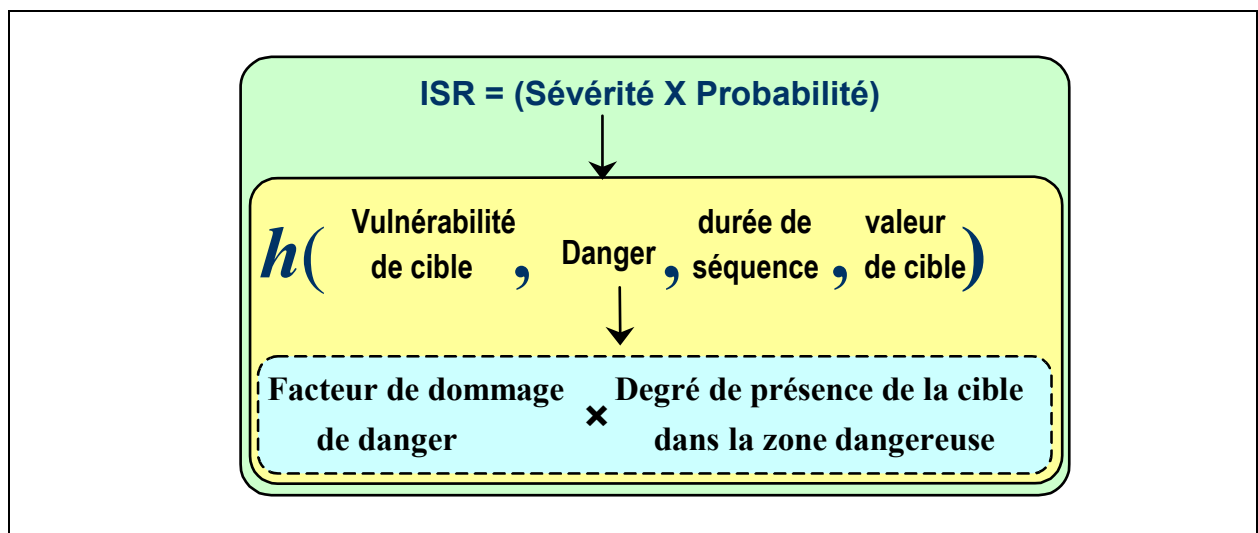 ISR = (Sévérité X Probabilité)
h( Vulnérabilité de cible , Danger , durée de séquence , valeur de cible )
Facteur de dommage de danger × Degré de présence de la cible dans la zone dangereuse